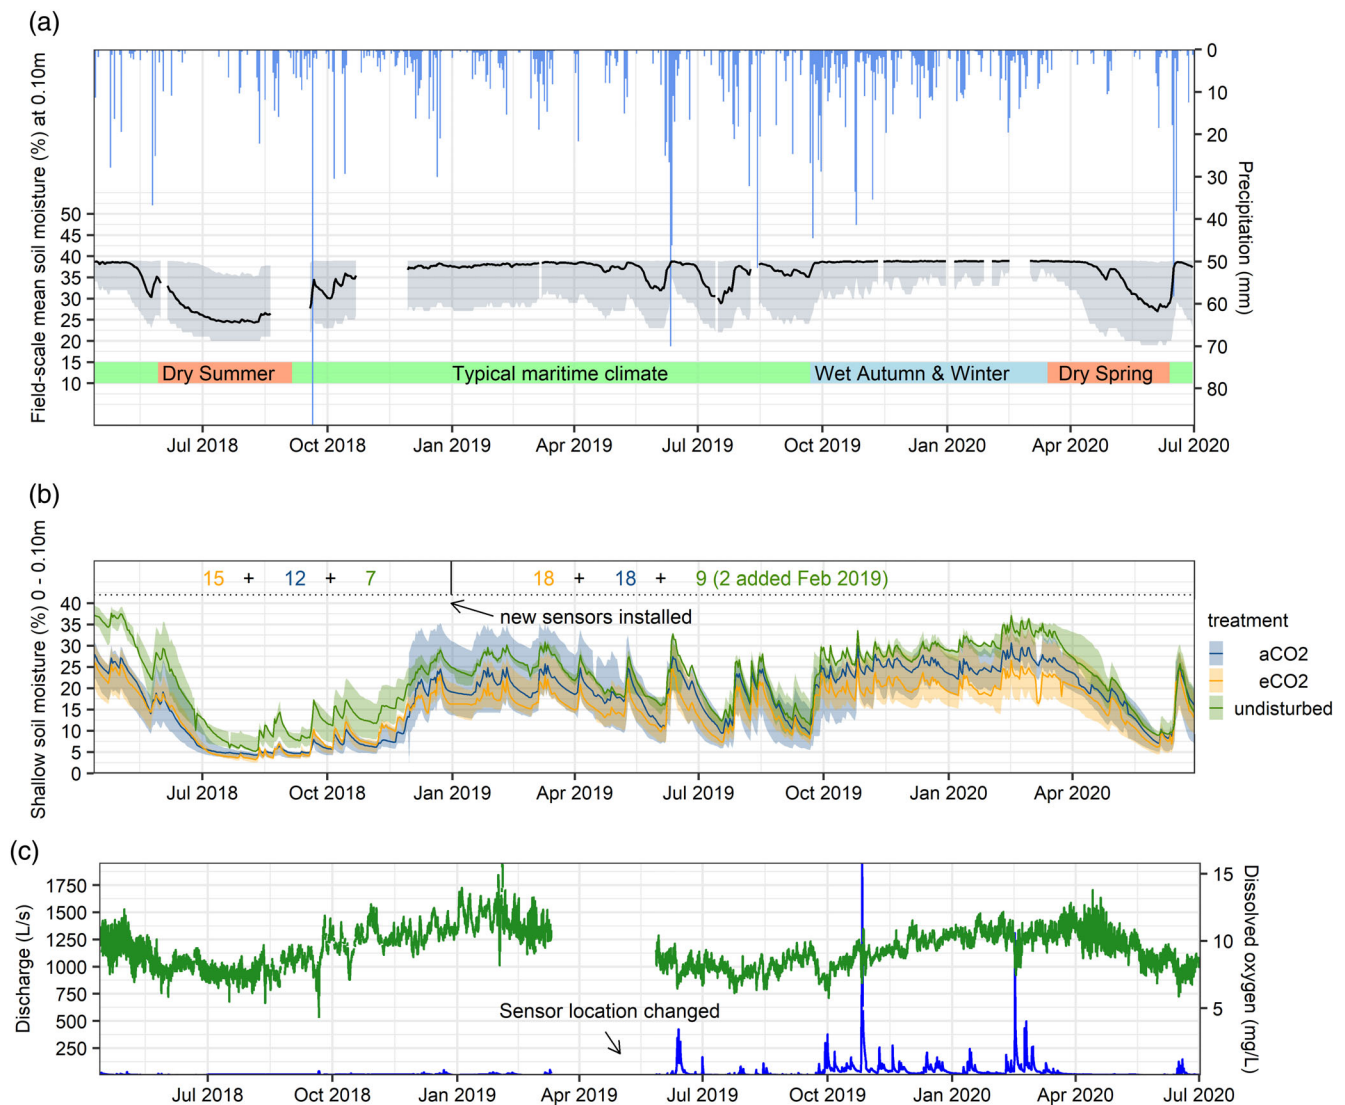 (a)
Field-scale mean soil moisture (%) at 0.10m
50
45
40
35
30
25
20
15
10
0
10
20
30
40
50
60
70
80
Precipitation (mm)
Dry Summer
Typical maritime climate
Wet Autumn & Winter
Dry Spring
Jul 2018
Oct 2018
Jan 2019
Apr 2019
Jul 2019
Oct 2019
Jan 2020
Apr 2020
Jul 2020
(b)
Shallow soil moisture (%) 0 - 0.10m
15 + 12 + 7
18 + 18 + 9 (2 added Feb 2019)
new sensors installed
40
35
30
25
20
15
10
5
0
treatment
aCO2
eCO2
undisturbed
Jul 2018
Oct 2018
Jan 2019
Apr 2019
Jul 2019
Oct 2019
Jan 2020
Apr 2020
(c)
Discharge (L/s)
1750
1500
1250
1000
750
500
250
15
10
5
Dissolved oxygen (mg/L)
Sensor location changed
Jul 2018
Oct 2018
Jan 2019
Apr 2019
Jul 2019
Oct 2019
Jan 2020
Apr 2020
Jul 2020